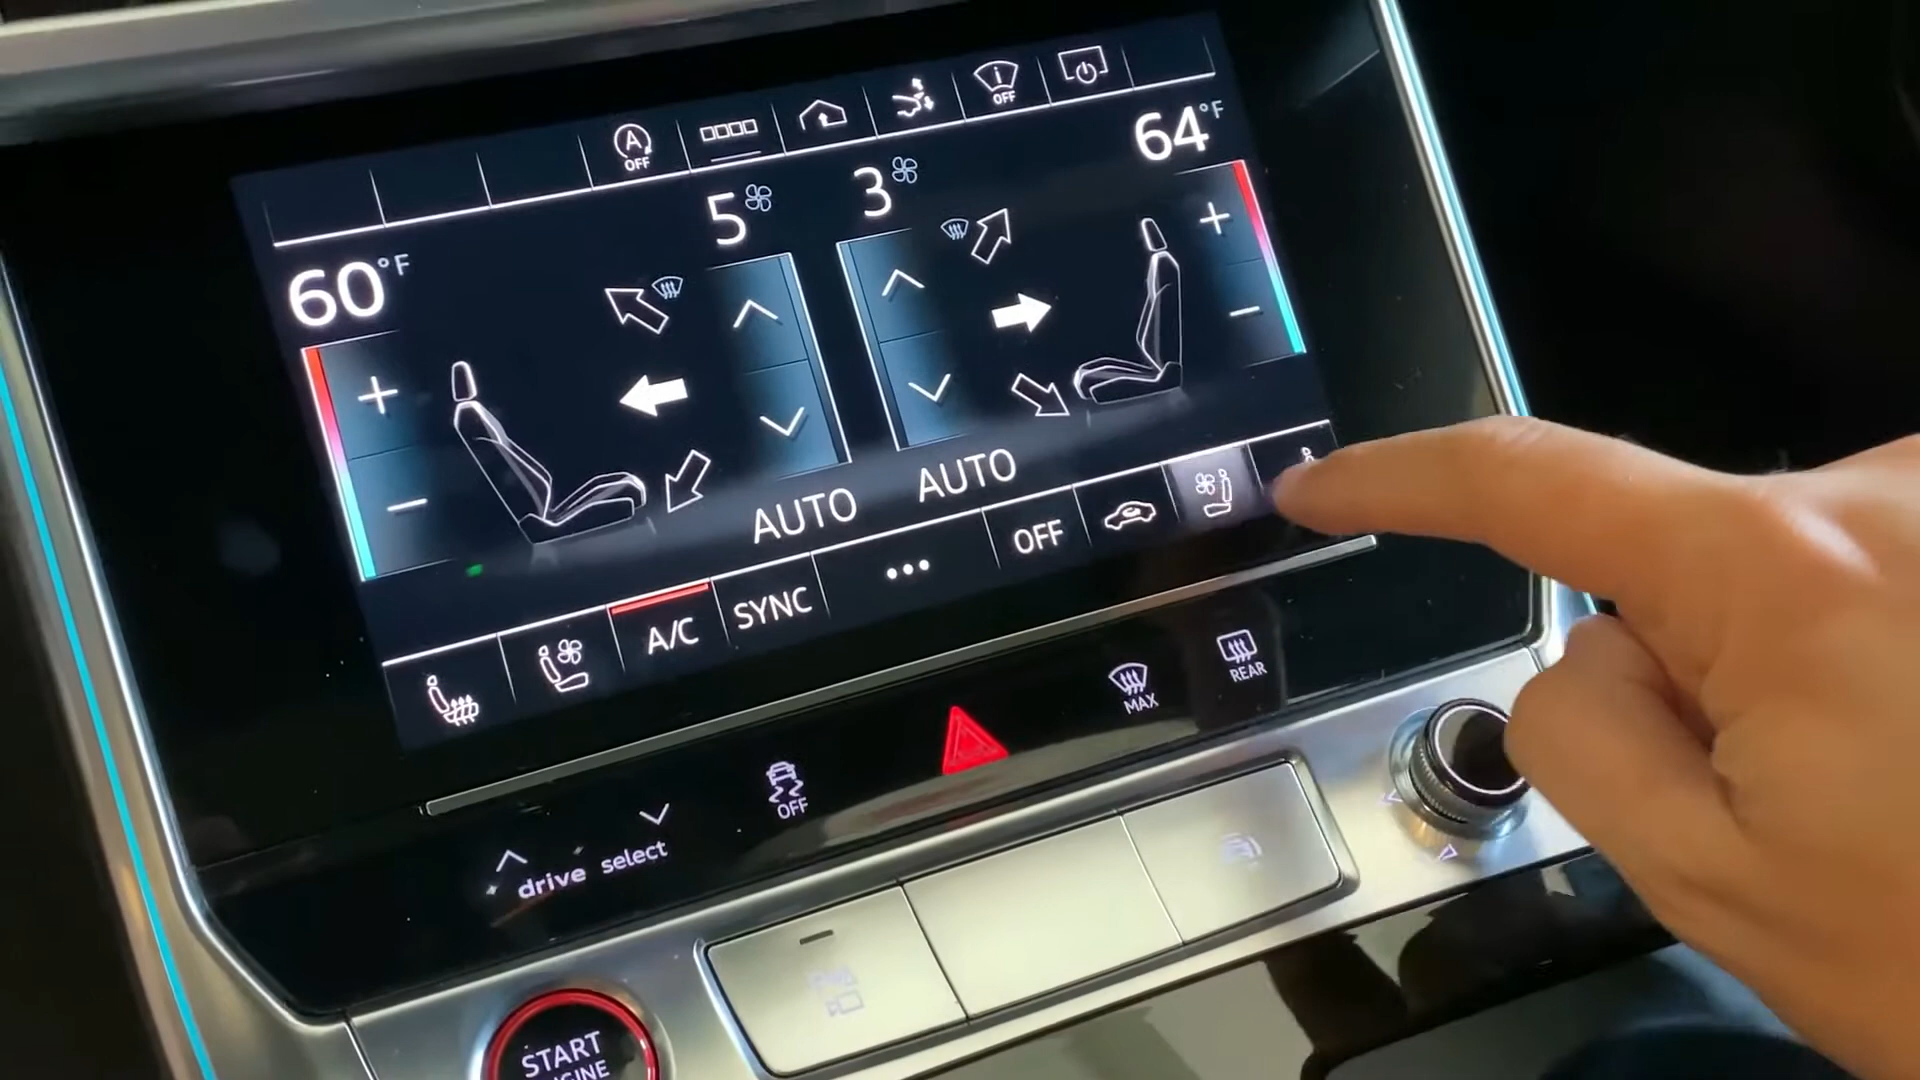 OFF
OFF
64°F
5
3
60°F
AUTO
AUTO
OFF
A/C
SYNC
•••
REAR
MAX
OFF
drive select
START